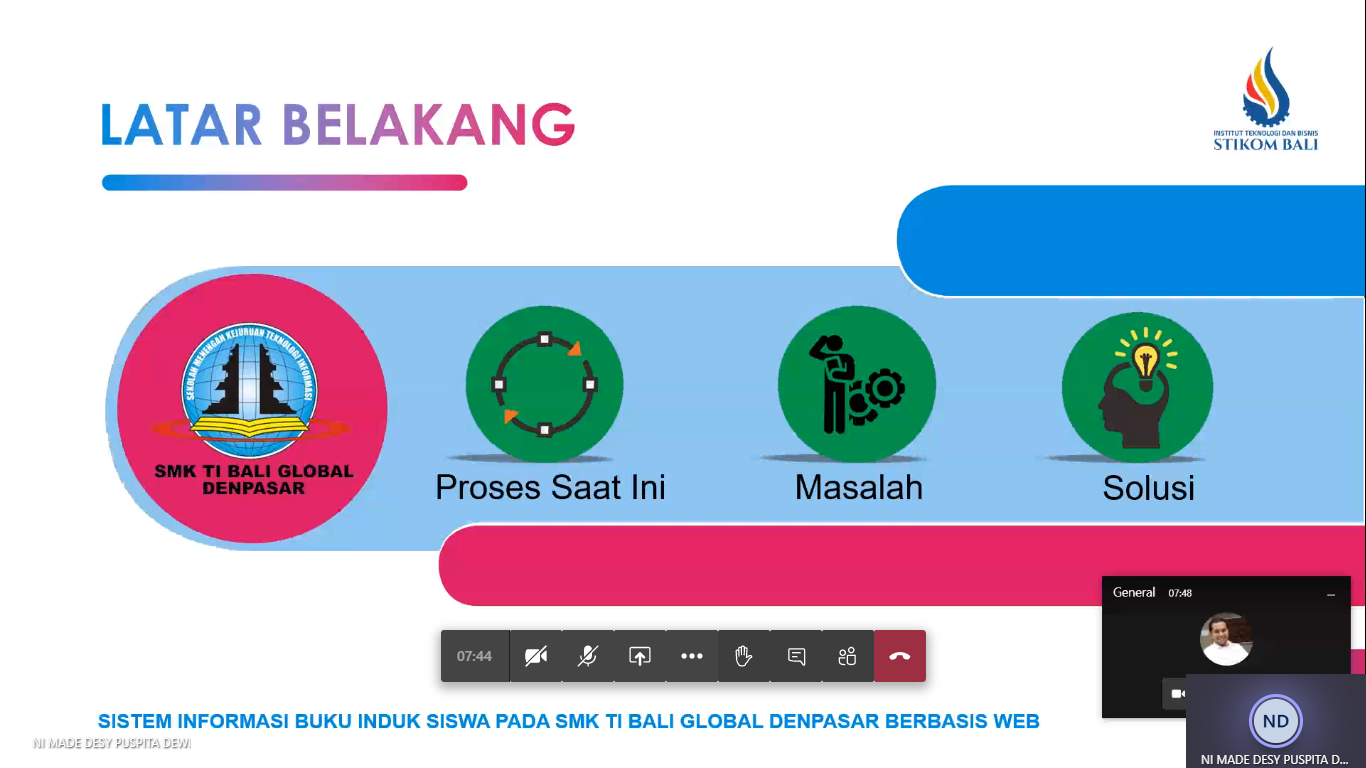 LATAR BELAKANG
INSTITUT TEKNOLOGI DAN BISNIS
STIKOM BALI
SEKOLAH MENENGAH KEJURUAN TEKNOLOGI INFORMASI
SMK TI BALI GLOBAL
DENPASAR
Proses Saat Ini
Masalah
Solusi
General 07:48
07:44
SISTEM INFORMASI BUKU INDUK SISWA PADA SMK TI BALI GLOBAL DENPASAR BERBASIS WEB
NI MADE DESY PUSPITA DEWI
ND
NI MADE DESY PUSPITA D...